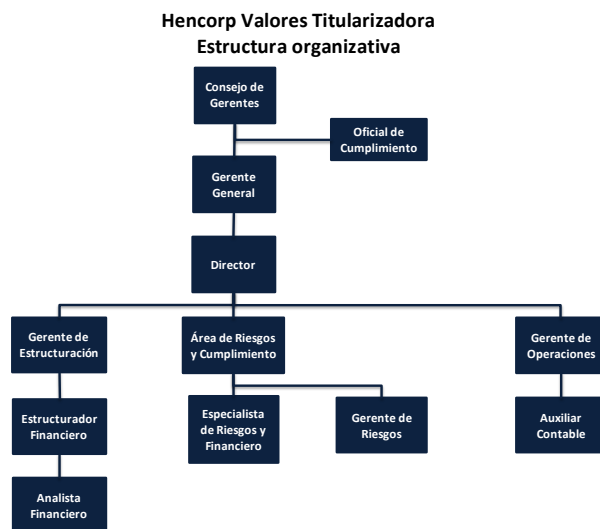 Hencorp Valores Titularizadora
Estructura organizativa
Consejo de
Gerentes
Oficial de
Cumplimiento
Gerente
General
Director
Gerente de
Estructuración
Área de Riesgos
y Cumplimiento
Gerente de
Operaciones
Estructurador
Financiero
Especialista
de Riesgos y
Financiero
Gerente de
Riesgos
Auxiliar
Contable
Analista
Financiero